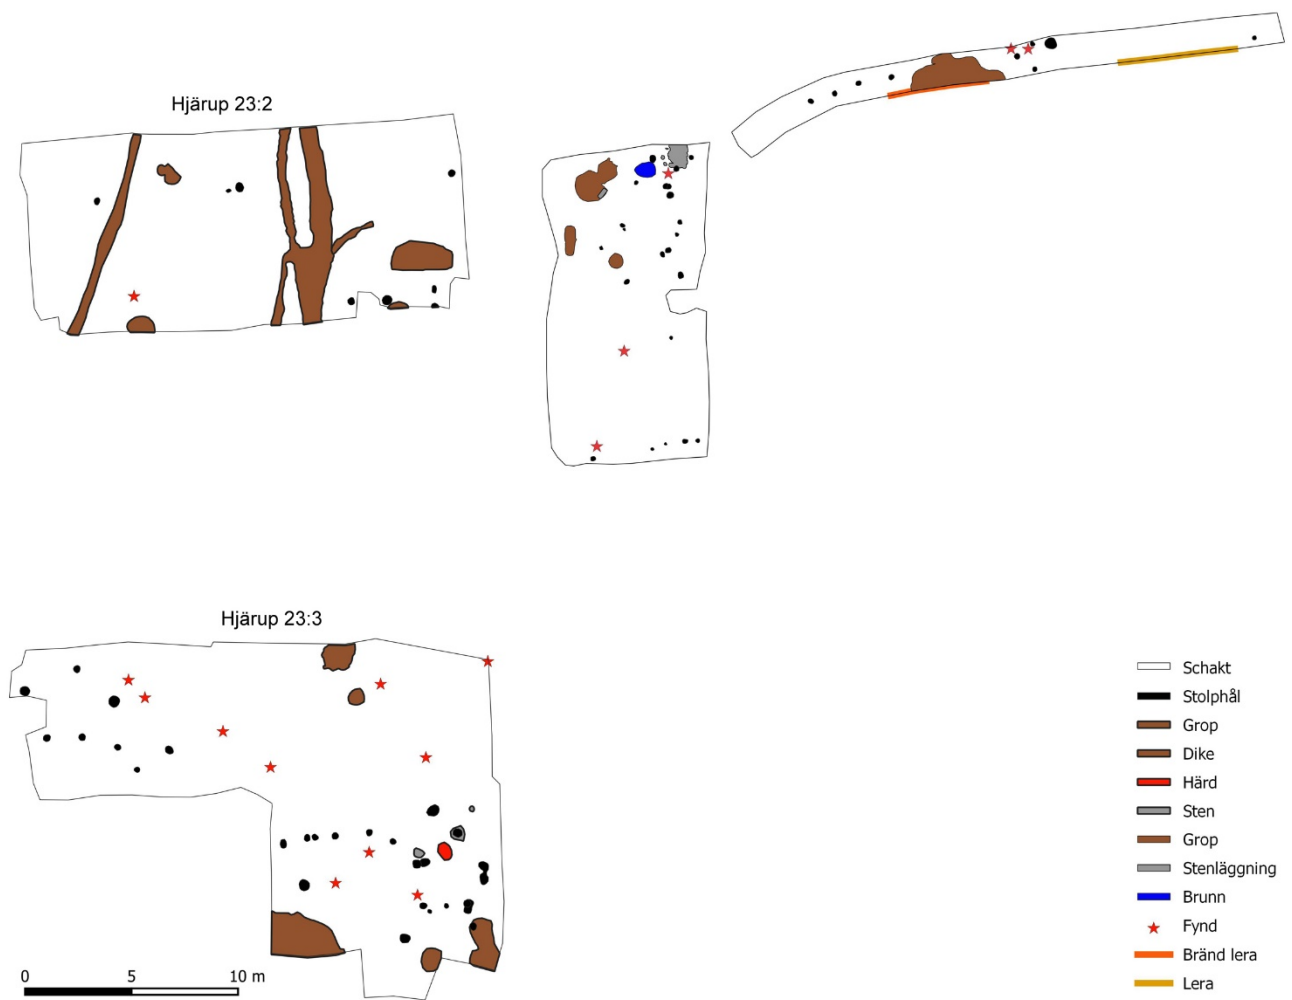 Hjärup 23:2
Hjärup 23:3
Schakt
Stolphål
Grop
Dike
Härd
Sten
Grop
Stenläggning
Brunn
Fynd
Bränd lera
Lera
0 5 10 m